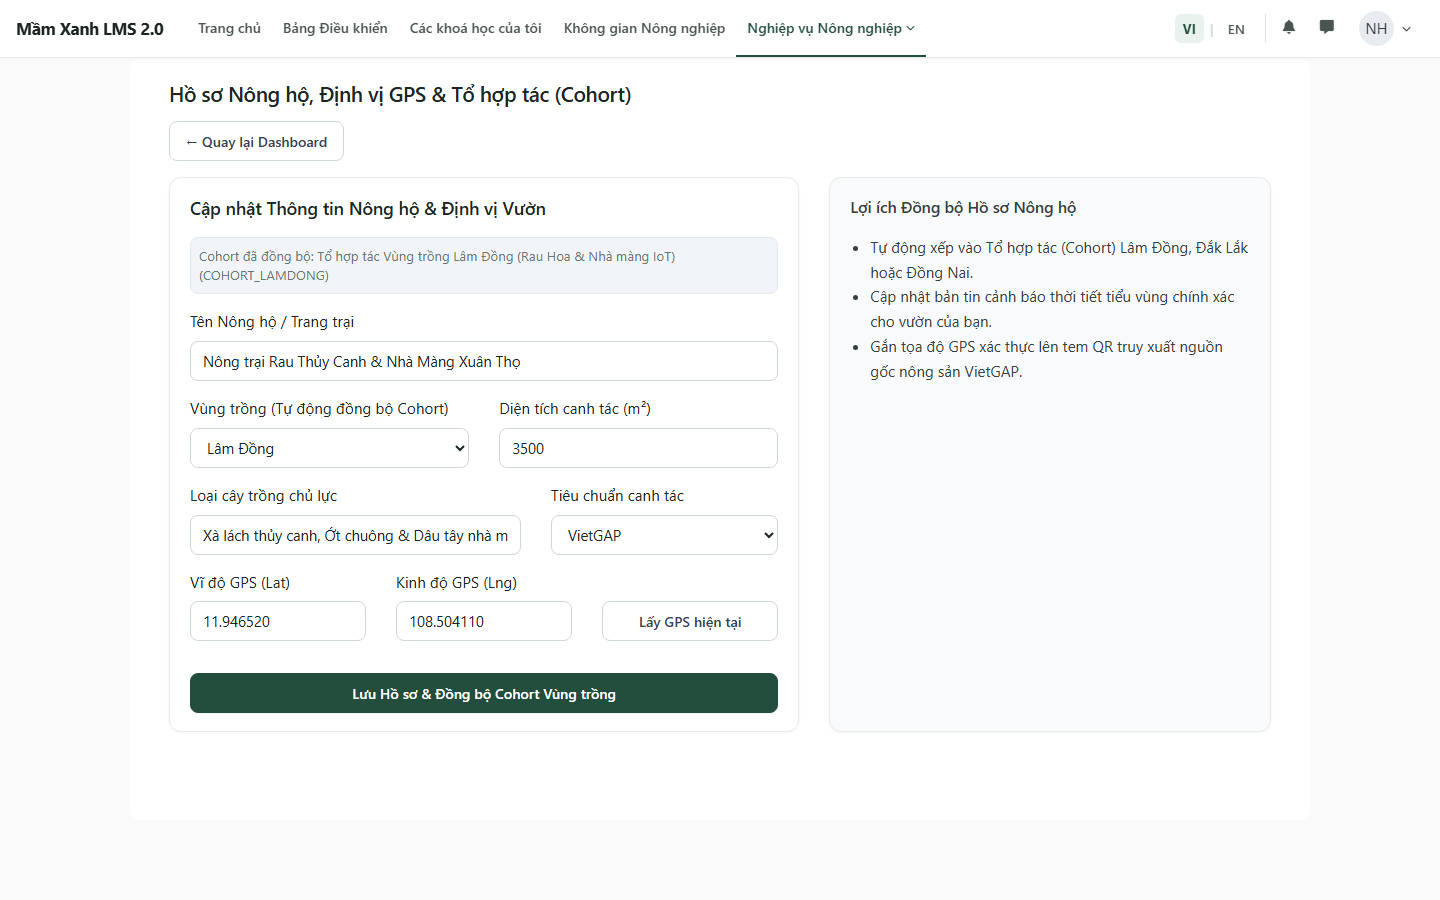 Mầm Xanh LMS 2.0
Trang chủ
Bảng Điều khiển
Các khoá học của tôi
Không gian Nông nghiệp
Nghiệp vụ Nông nghiệp
VI | EN
NH
Hồ sơ Nông hộ, Định vị GPS & Tổ hợp tác (Cohort)
← Quay lại Dashboard
Cập nhật Thông tin Nông hộ & Định vị Vườn
Cohort đã đồng bộ: Tổ hợp tác Vùng trồng Lâm Đồng (Rau Hoa & Nhà màng IoT)
(COHORT_LAMDONG)
Tên Nông hộ / Trang trại
Nông trại Rau Thủy Canh & Nhà Màng Xuân Thọ
Vùng trồng (Tự động đồng bộ Cohort)
Diện tích canh tác (m²)
Lâm Đồng
3500
Loại cây trồng chủ lực
Tiêu chuẩn canh tác
Xà lách thủy canh, Ớt chuông & Dâu tây nhà m
VietGAP
Vĩ độ GPS (Lat)
Kinh độ GPS (Lng)
11.946520
108.504110
Lấy GPS hiện tại
Lưu Hồ sơ & Đồng bộ Cohort Vùng trồng
Lợi ích Đồng bộ Hồ sơ Nông hộ
• Tự động xếp vào Tổ hợp tác (Cohort) Lâm Đồng, Đắk Lắk
hoặc Đồng Nai.
• Cập nhật bản tin cảnh báo thời tiết tiểu vùng chính xác
cho vườn của bạn.
• Gắn tọa độ GPS xác thực lên tem QR truy xuất nguồn
gốc nông sản VietGAP.